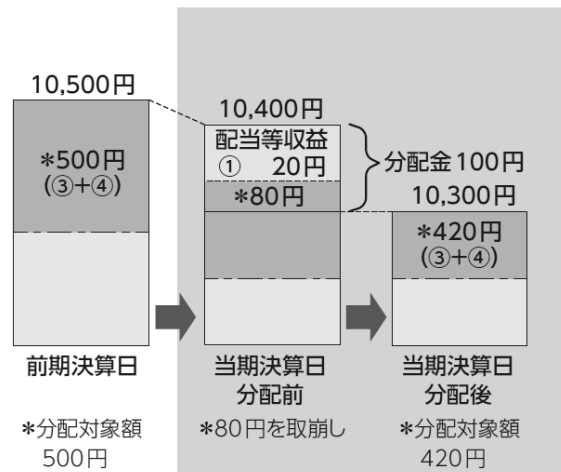 10,500円
＊500円
(③+④)
前期決算日
＊分配対象額
500円
10,400円
配当等収益
① 20円
＊80円
分配金100円
当期決算日
分配前
＊80円を取崩し
10,300円
＊420円
(③+④)
当期決算日
分配後
＊分配対象額
420円